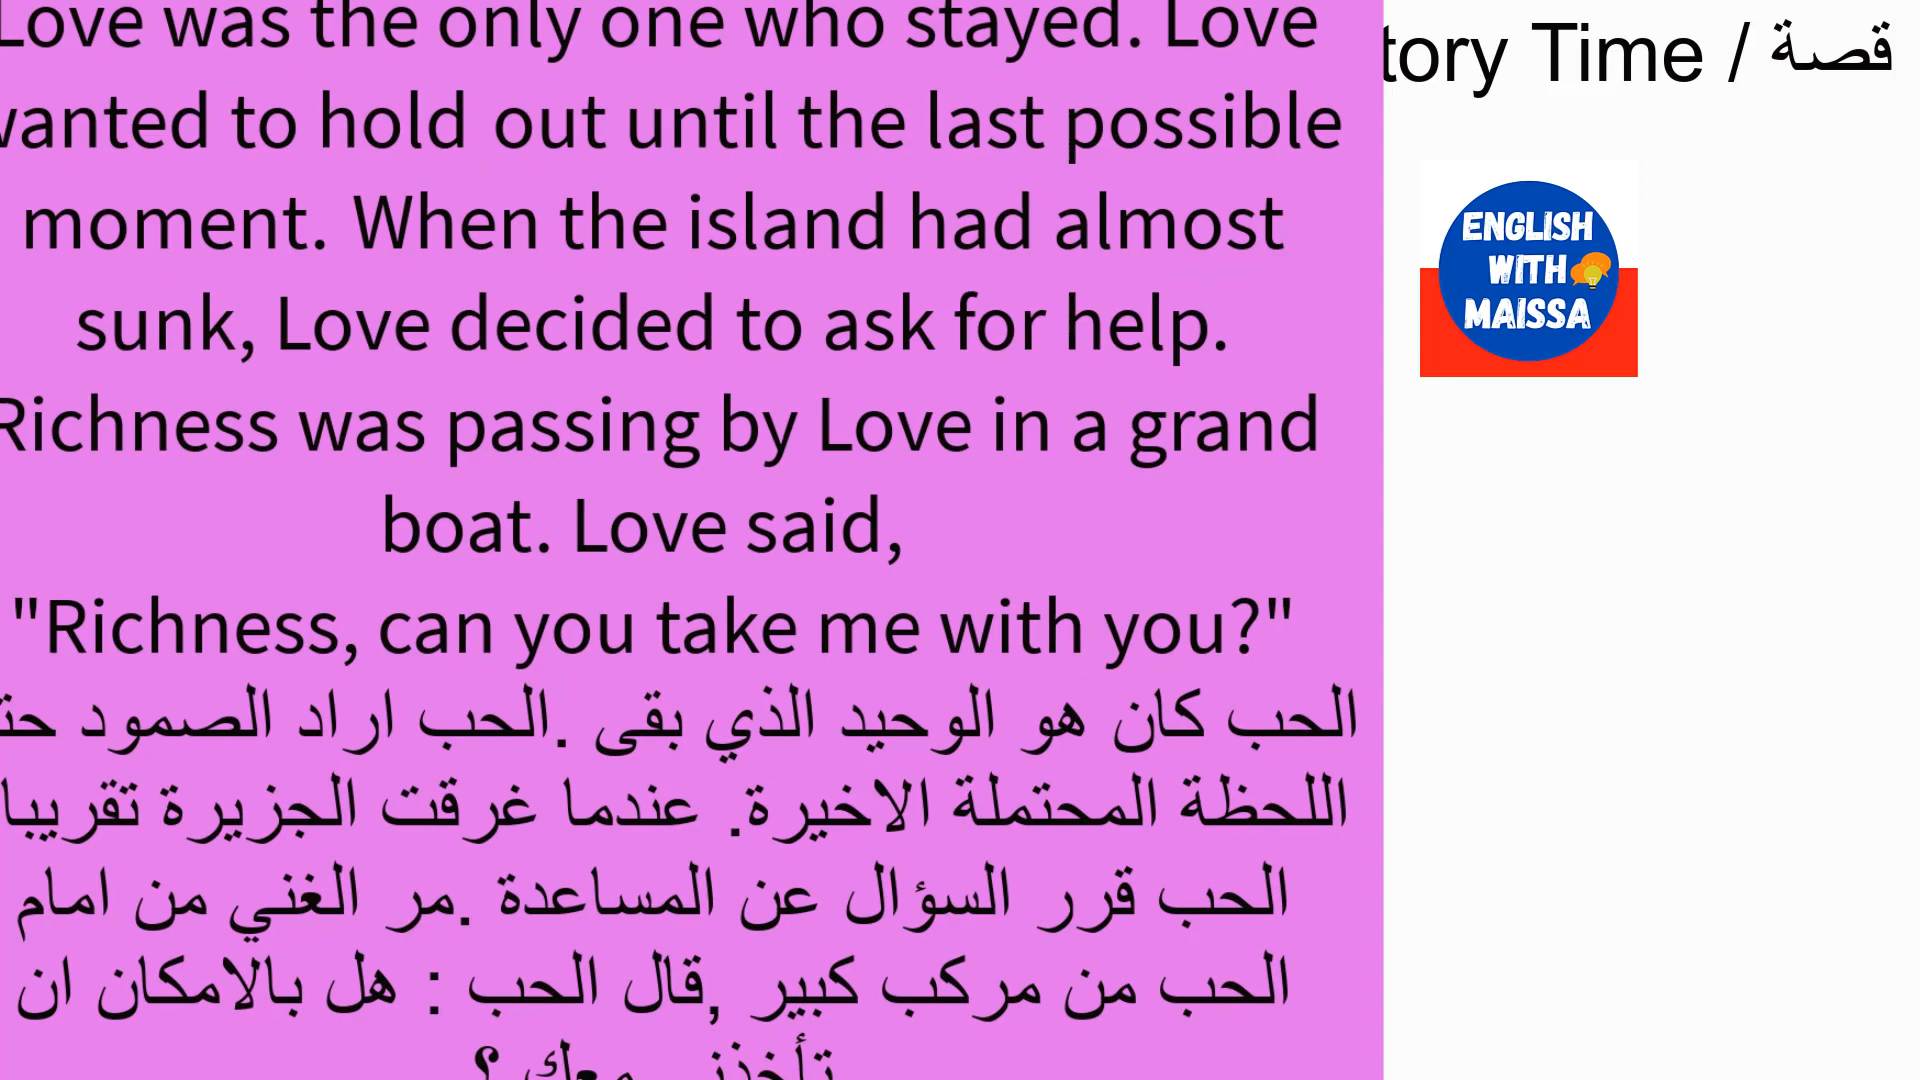 Love was the only one who stayed. Love
wanted to hold out until the last possible
moment. When the island had almost
sunk, Love decided to ask for help.
Richness was passing by Love in a grand
boat. Love said,
"Richness, can you take me with you?"
الحب كان هو الوحيد الذي بقى .الحب اراد الصمود حتى
اللحظة المحتملة الاخيرة. عندما غرقت الجزيرة تقريبا
الحب قرر السؤال عن المساعدة .مر الغني من امام
الحب من مركب كبير ,قال الحب : هل بالامكان ان
تأخذني معك ؟
tory Time / قصة
ENGLISH
WITH
MAISSA